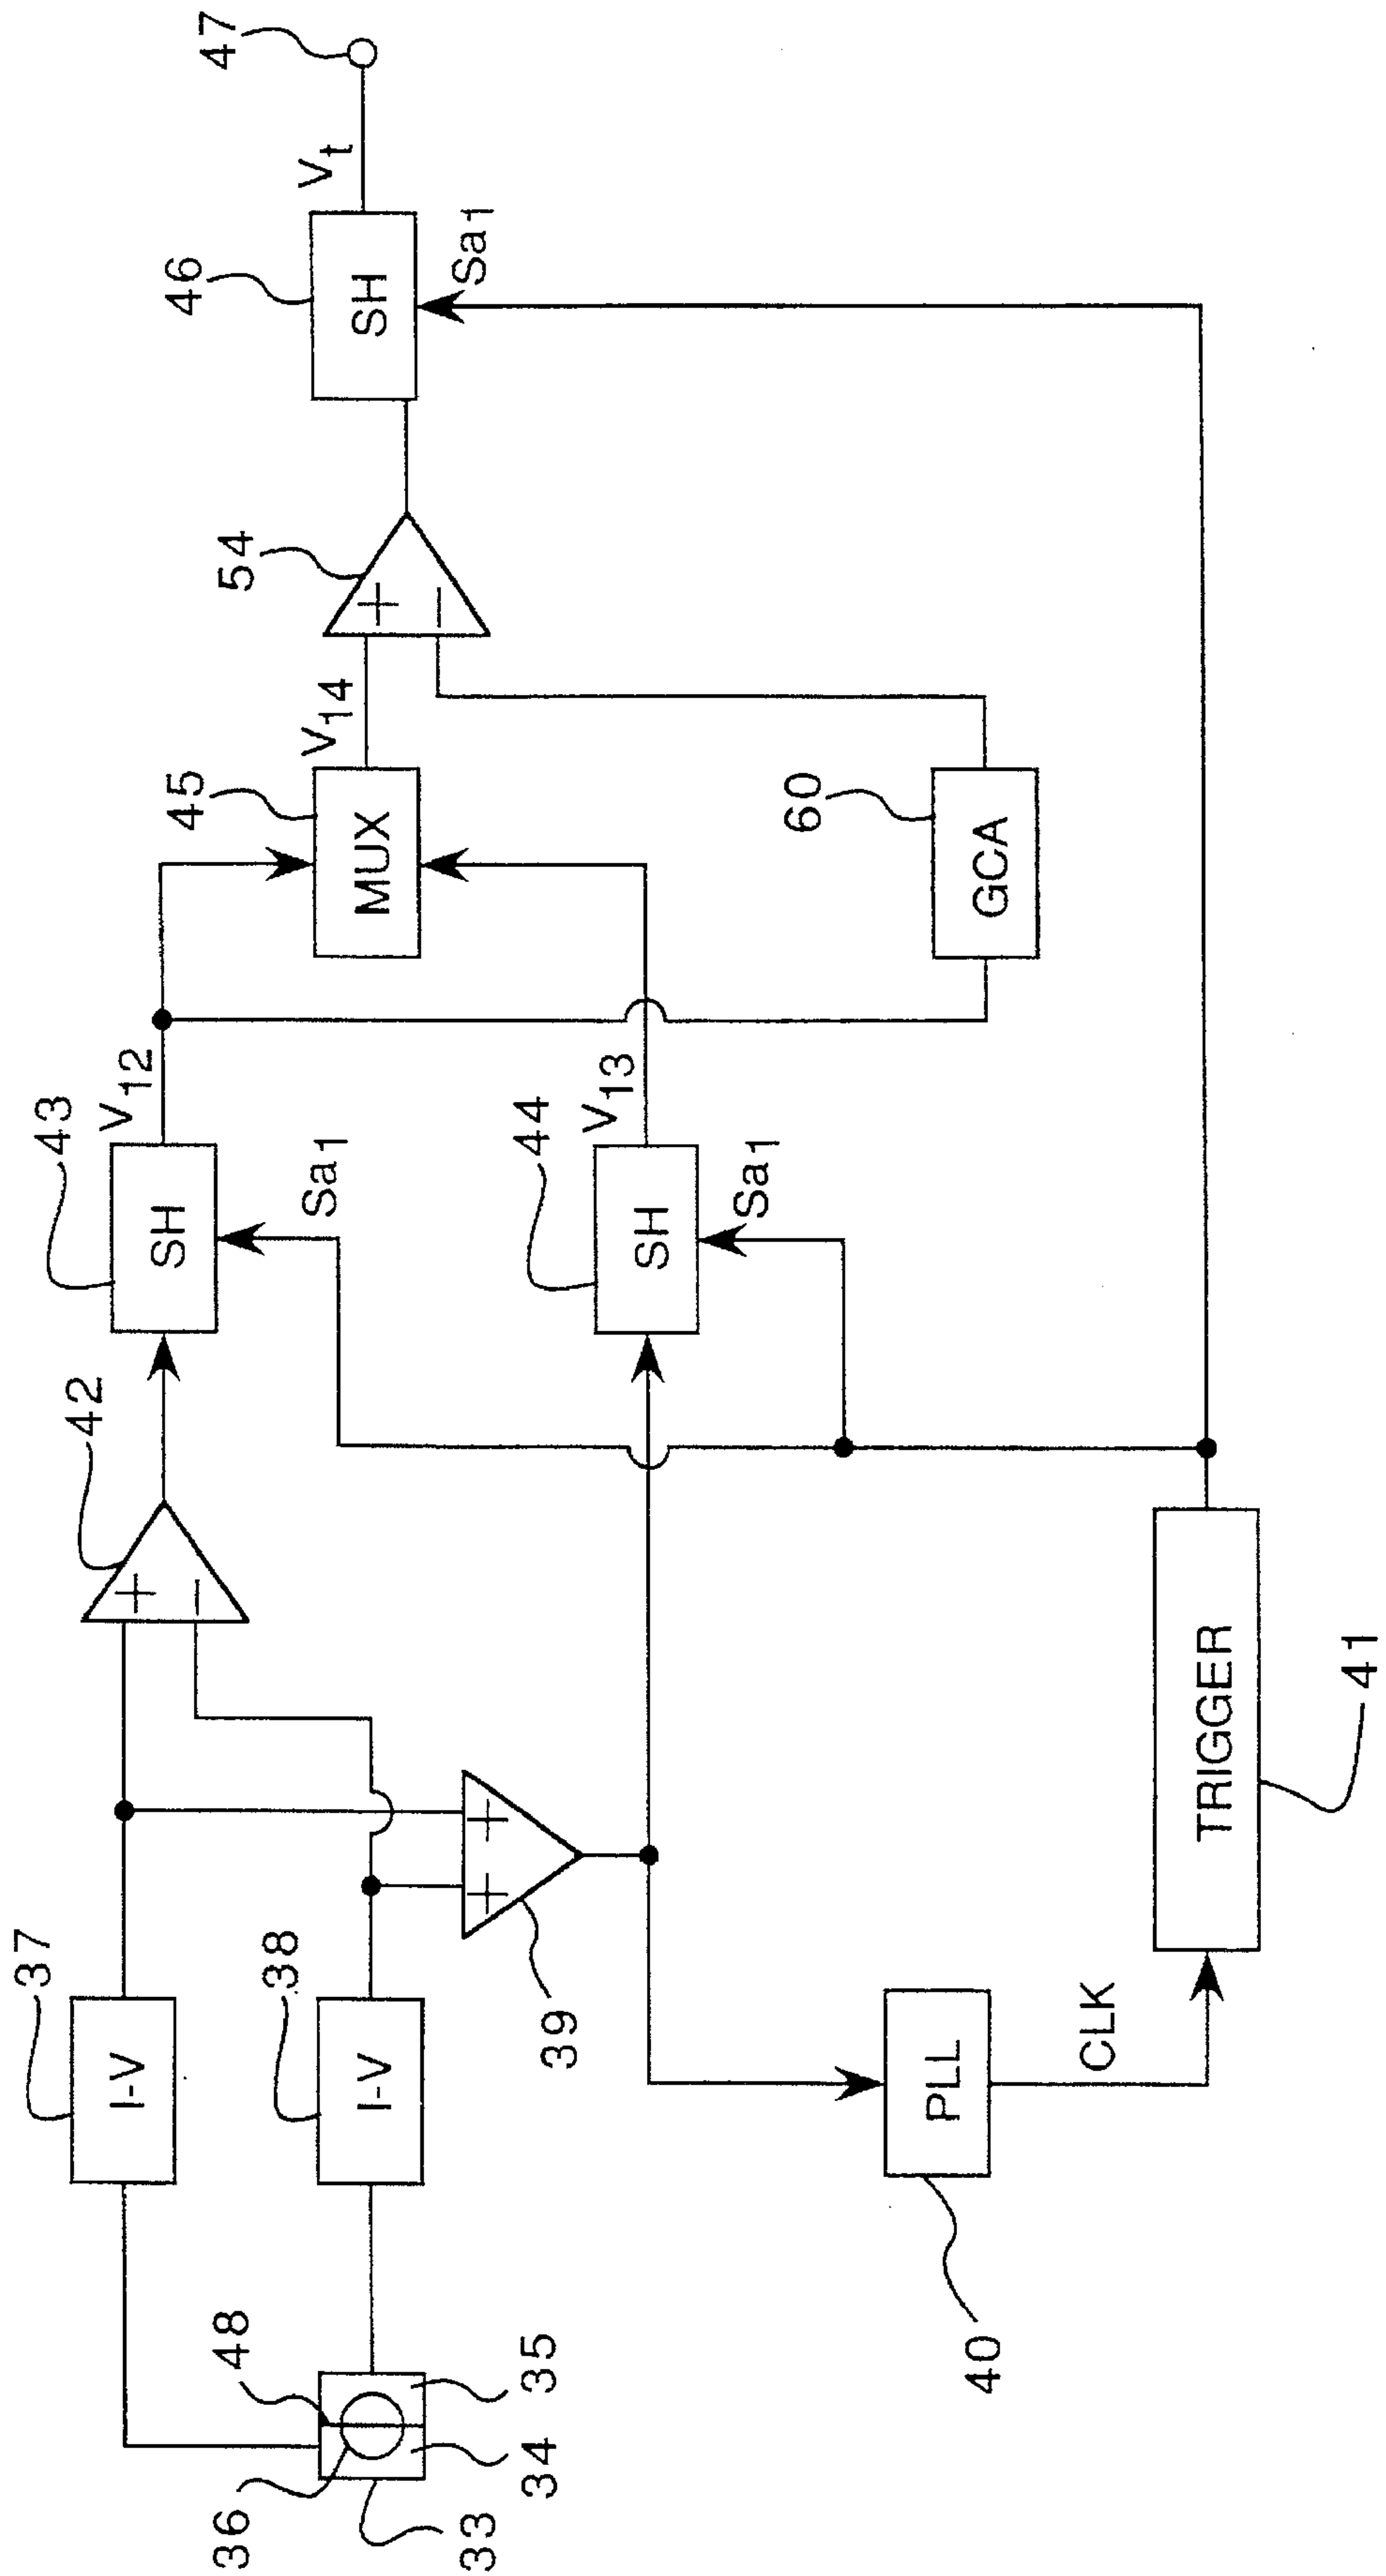 37
I-V
42
43
SH
V12
Sa1
45
MUX
V14
54
+
−
46
SH
Vt
47
Sa1
+
−
36
48
33
34
35
38
I-V
+
+
39
44
SH
V13
Sa1
60
GCA
40
PLL
CLK
TRIGGER
41